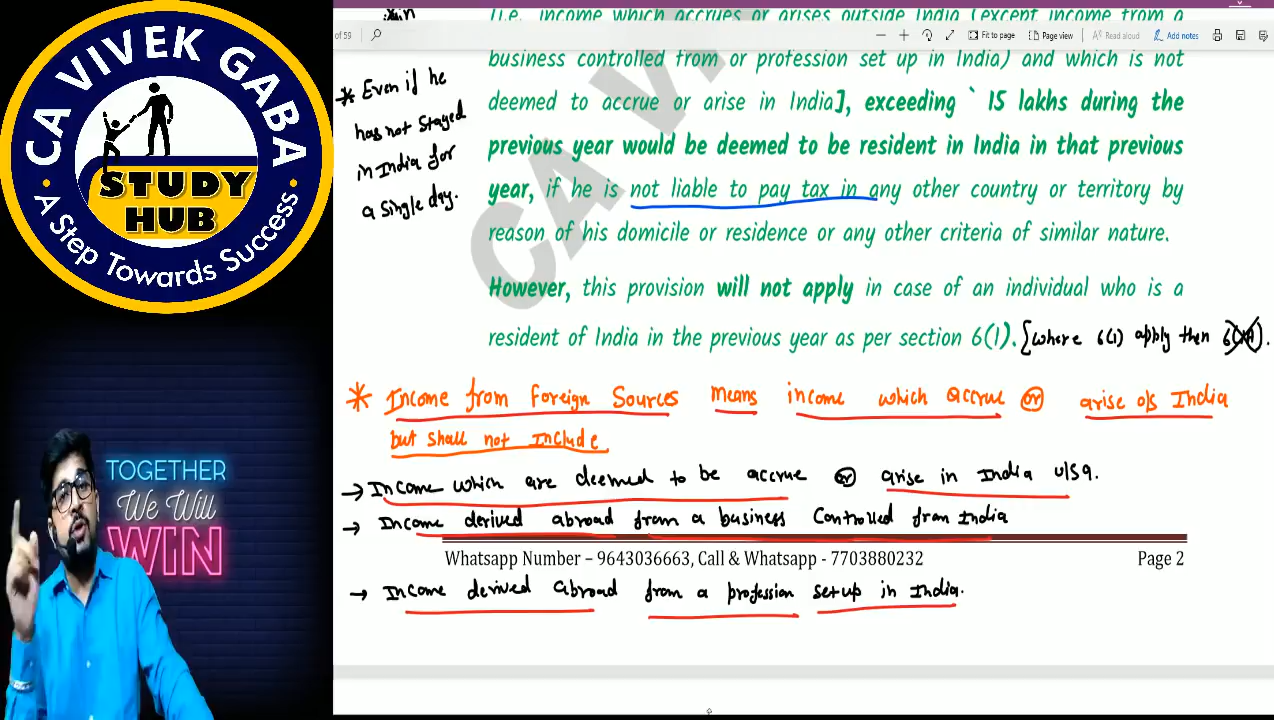 CA VIVEK GABA
STUDY
HUB
A Step Towards Success
TOGETHER
We Will
WIN
of 59
Fit to page
Page view
Read aloud
Add notes
(i.e. income which accrues or arises outside India (except income from a
business controlled from or profession set up in India) and which is not
deemed to accrue or arise in India], exceeding ` 15 lakhs during the
previous year would be deemed to be resident in India in that previous
year, if he is not liable to pay tax in any other country or territory by
reason of his domicile or residence or any other criteria of similar nature.
* Even if he
has not stayed
in India for
a single day.
However, this provision will not apply in case of an individual who is a
resident of India in the previous year as per section 6(1). [where 6(1) apply then
* Income from Foreign Sources means income which accrue or arise o/s India
but shall not include
→ Income which are deemed to be accrue or arise in India u/s 9.
→ Income derived abroad from a business controlled from India
Whatsapp Number – 9643036663, Call & Whatsapp - 7703880232 Page 2
→ Income derived abroad from a profession setup in India.